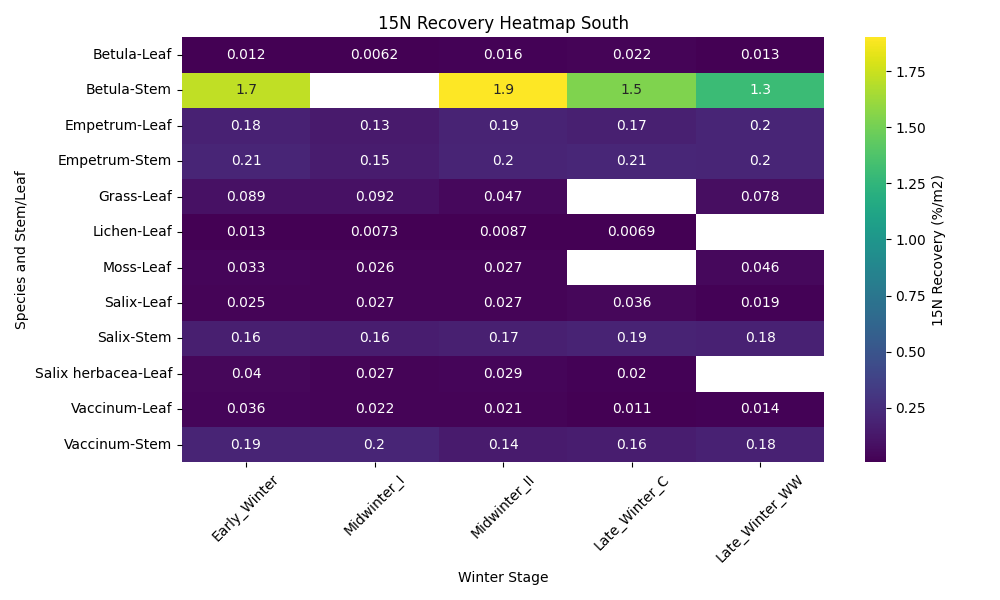 15N Recovery Heatmap South
Species and Stem/Leaf
Betula-Leaf 0.012 0.0062 0.016 0.022 0.013
Betula-Stem 1.7 1.9 1.5 1.3
Empetrum-Leaf 0.18 0.13 0.19 0.17 0.2
Empetrum-Stem 0.21 0.15 0.2 0.21 0.2
Grass-Leaf 0.089 0.092 0.047 0.078
Lichen-Leaf 0.013 0.0073 0.0087 0.0069
Moss-Leaf 0.033 0.026 0.027 0.046
Salix-Leaf 0.025 0.027 0.027 0.036 0.019
Salix-Stem 0.16 0.16 0.17 0.19 0.18
Salix herbacea-Leaf 0.04 0.027 0.029 0.02
Vaccinum-Leaf 0.036 0.022 0.021 0.011 0.014
Vaccinum-Stem 0.19 0.2 0.14 0.16 0.18
Early_Winter Midwinter_I Midwinter_II Late_Winter_C Late_Winter_WW
Winter Stage
1.75
1.50
1.25
1.00
0.75
0.50
0.25
15N Recovery (%/m2)